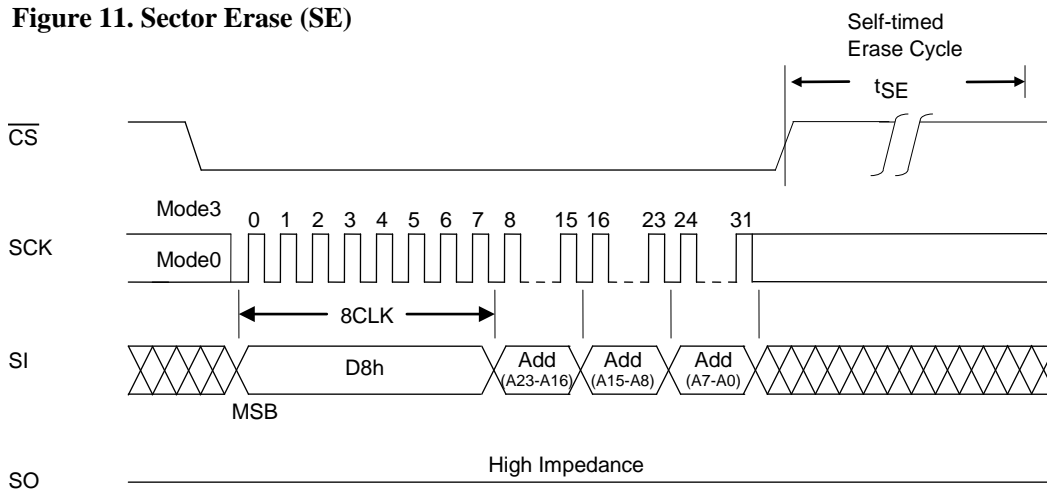 Figure 11. Sector Erase (SE)
Self-timed
Erase Cycle
tSE
CS
Mode3
0 1 2 3 4 5 6 7 8 15 16 23 24 31
SCK
Mode0
8CLK
SI
D8h
Add
(A23-A16)
Add
(A15-A8)
Add
(A7-A0)
MSB
High Impedance
SO